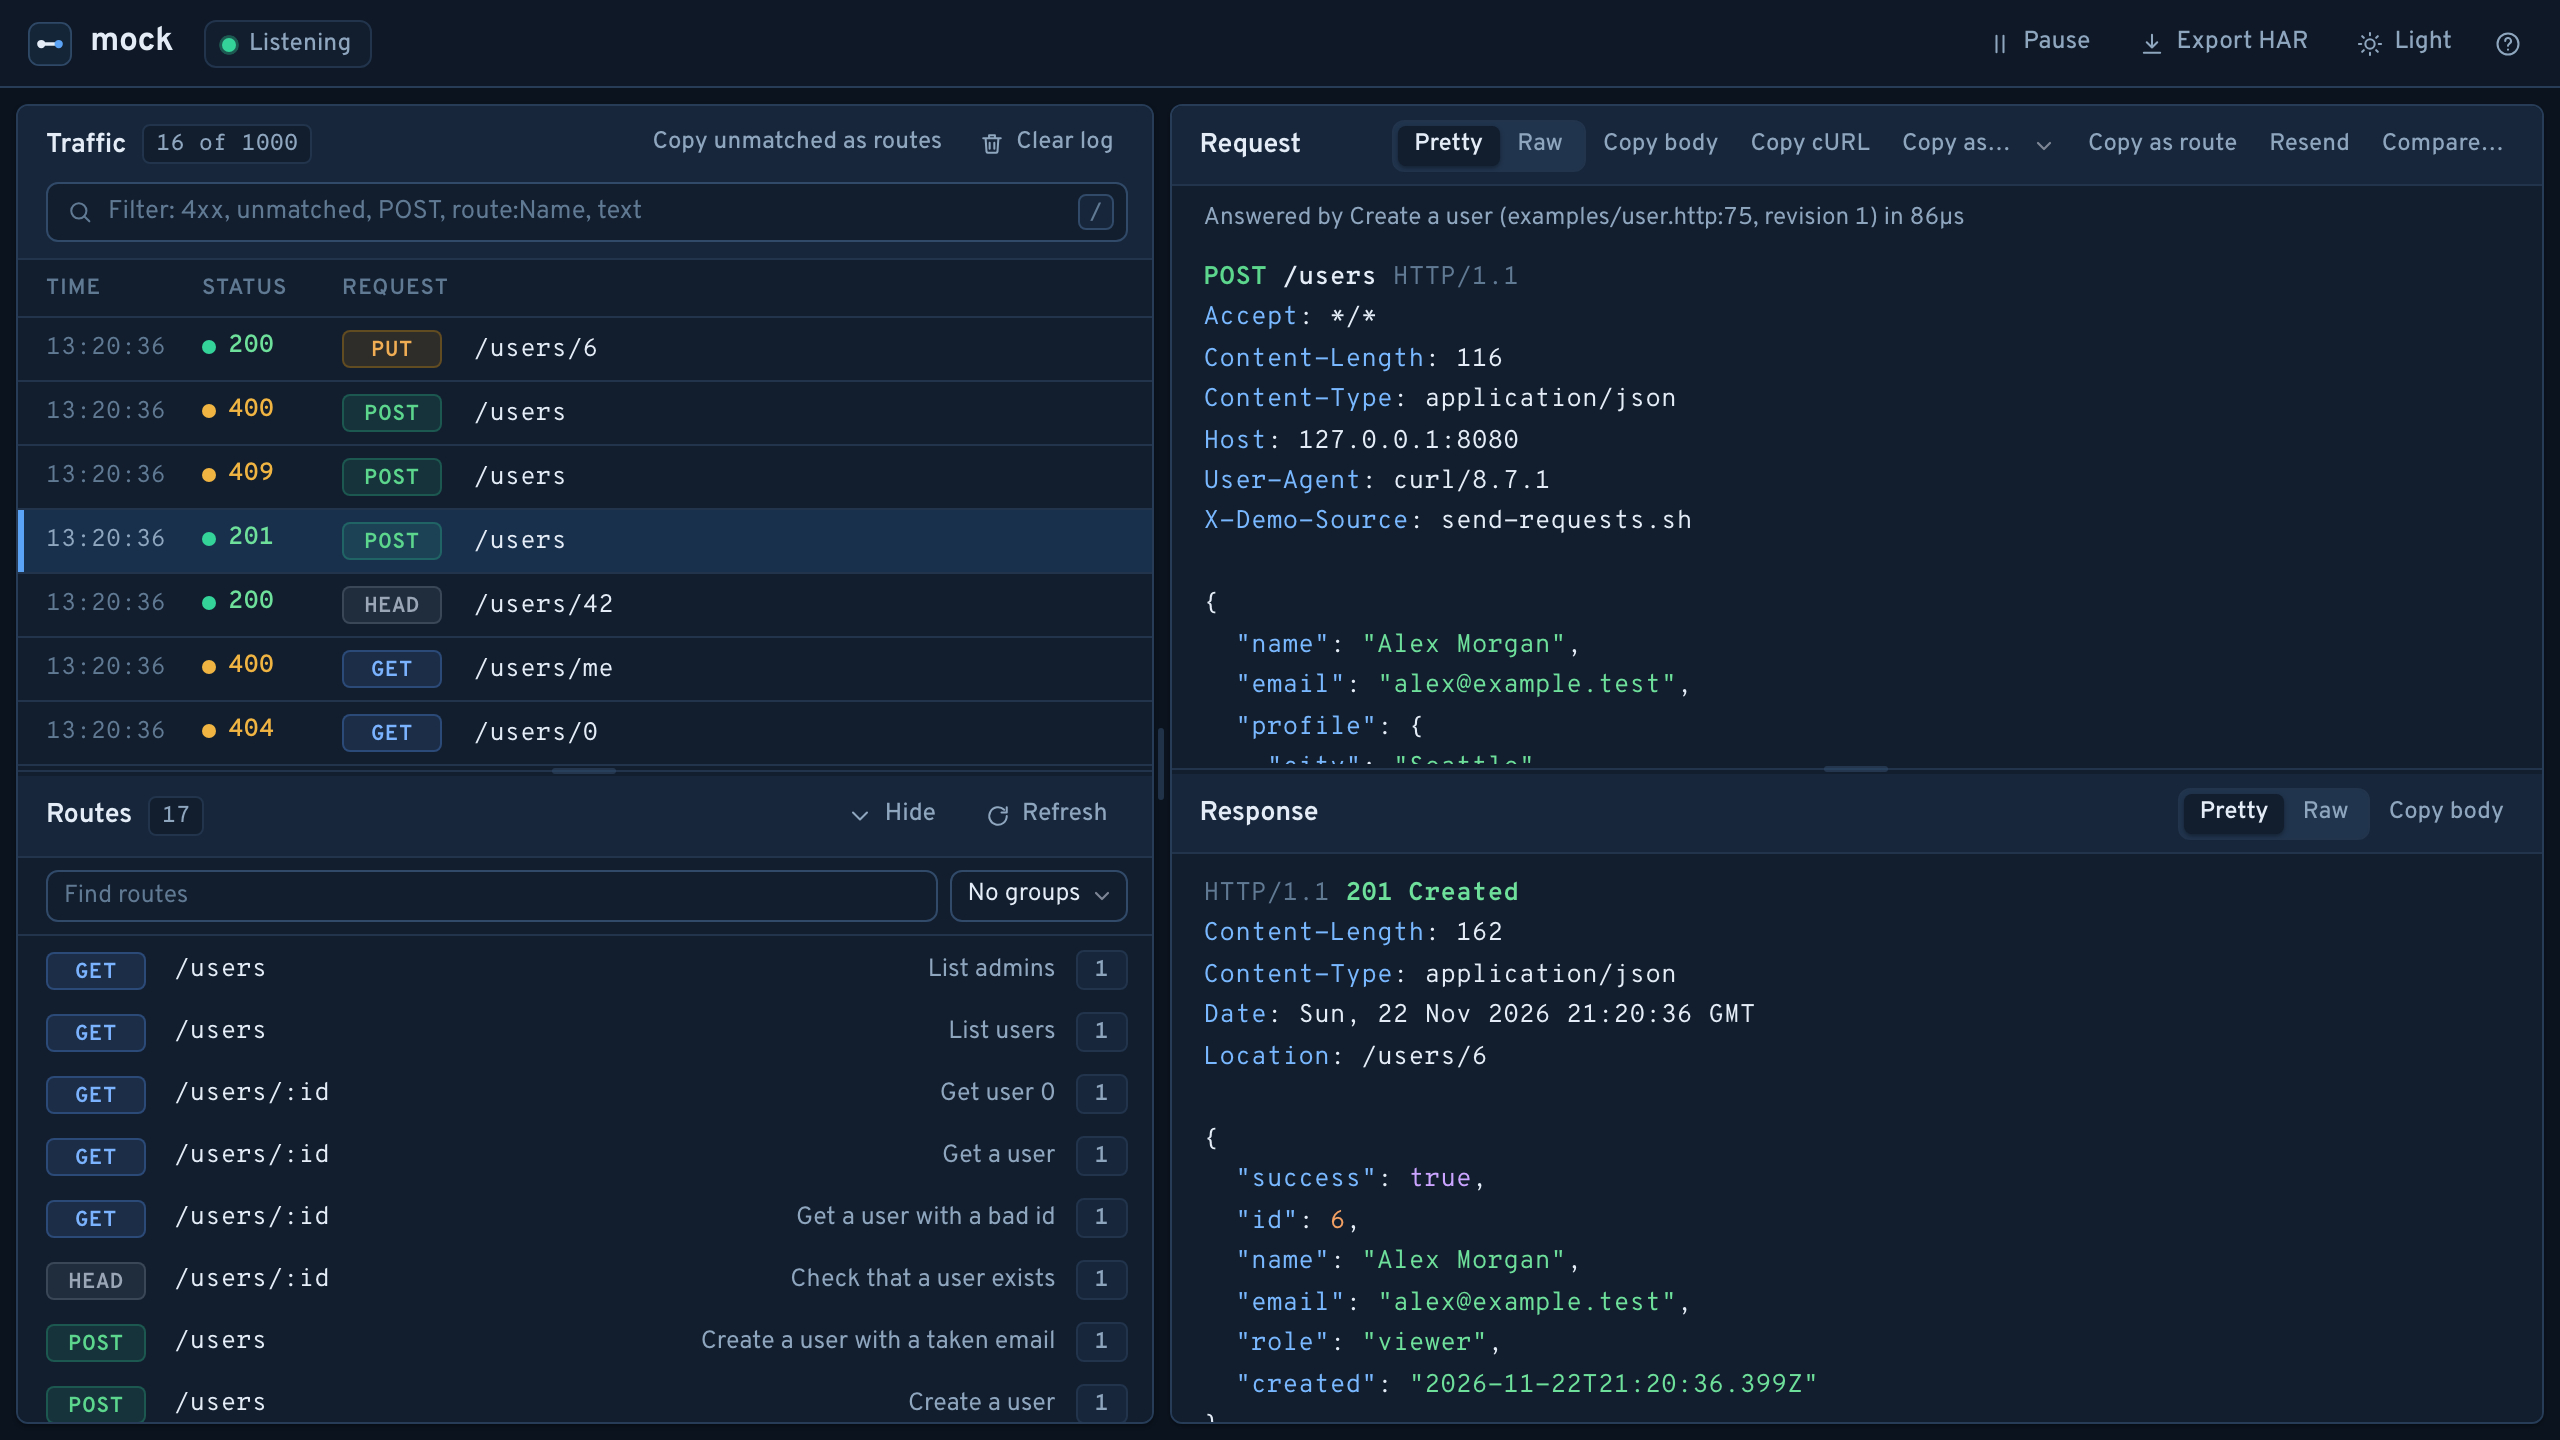 mock
Listening
Pause
Export HAR
Light
?
Traffic
16 of 1000
Copy unmatched as routes
Clear log
Filter: 4xx, unmatched, POST, route:Name, text
/
TIME STATUS REQUEST
13:20:36 200 PUT /users/6
13:20:36 400 POST /users
13:20:36 409 POST /users
13:20:36 201 POST /users
13:20:36 200 HEAD /users/42
13:20:36 400 GET /users/me
13:20:36 404 GET /users/0
Routes
17
Hide
Refresh
Find routes
No groups
GET /users List admins 1
GET /users List users 1
GET /users/:id Get user 0 1
GET /users/:id Get a user 1
GET /users/:id Get a user with a bad id 1
HEAD /users/:id Check that a user exists 1
POST /users Create a user with a taken email 1
POST /users Create a user 1
Request
Pretty
Raw
Copy body
Copy cURL
Copy as…
Copy as route
Resend
Compare…
Answered by Create a user (examples/user.http:75, revision 1) in 86µs
POST /users HTTP/1.1
Accept: */*
Content-Length: 116
Content-Type: application/json
Host: 127.0.0.1:8080
User-Agent: curl/8.7.1
X-Demo-Source: send-requests.sh
{
"name": "Alex Morgan",
"email": "alex@example.test",
"profile": {
"city": "Seattle"
Response
Pretty
Raw
Copy body
HTTP/1.1 201 Created
Content-Length: 162
Content-Type: application/json
Date: Sun, 22 Nov 2026 21:20:36 GMT
Location: /users/6
{
"success": true,
"id": 6,
"name": "Alex Morgan",
"email": "alex@example.test",
"role": "viewer",
"created": "2026-11-22T21:20:36.399Z"
}